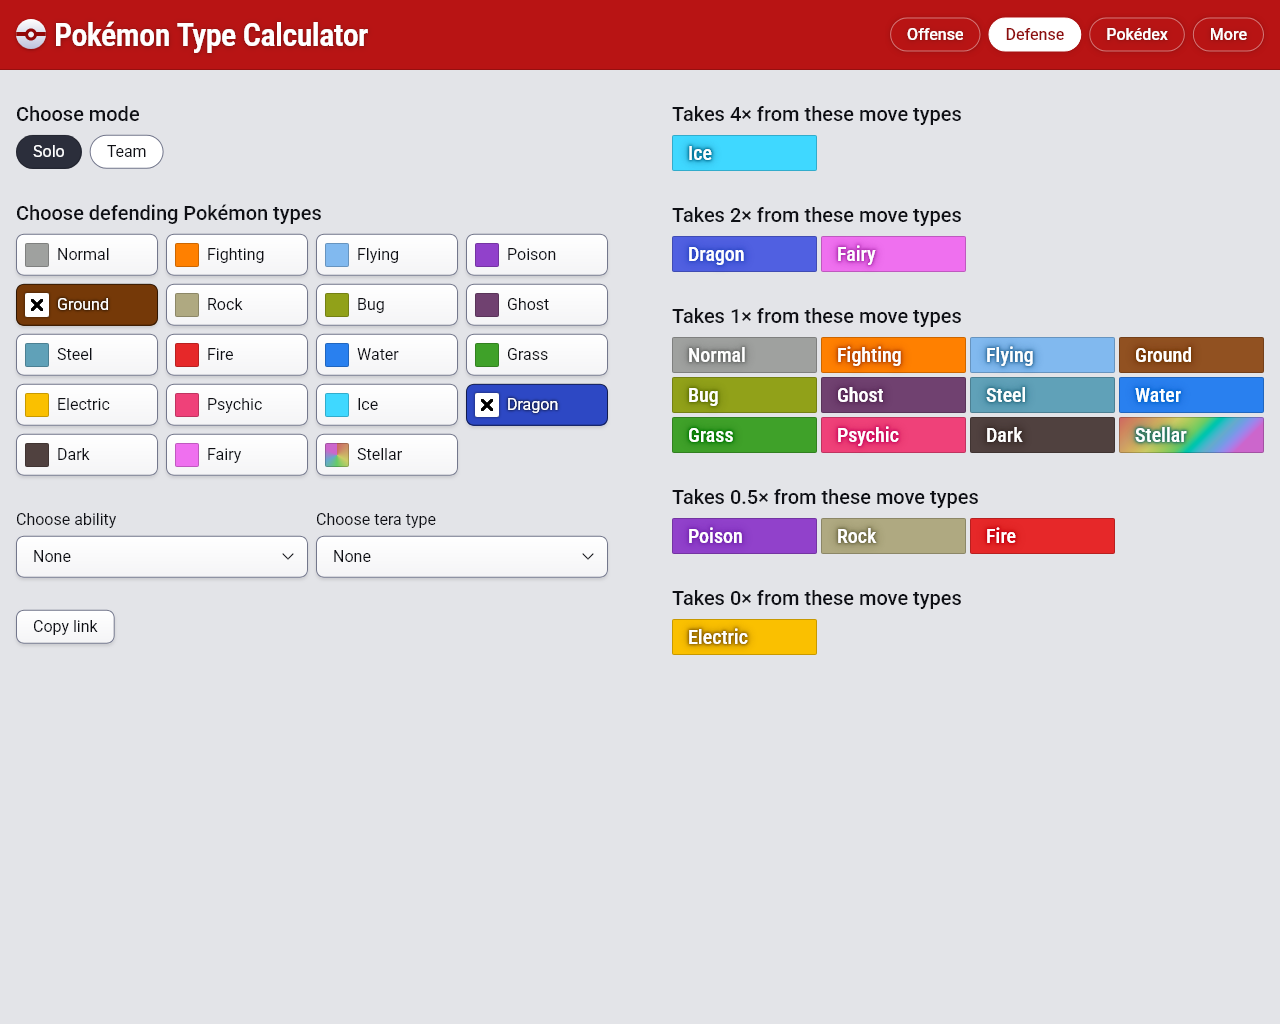 Pokémon Type Calculator
Offense Defense Pokédex More
Choose mode
Solo Team
Choose defending Pokémon types
Normal Fighting Flying Poison
Ground Rock Bug Ghost
Steel Fire Water Grass
Electric Psychic Ice Dragon
Dark Fairy Stellar
Choose ability Choose tera type
None None
Copy link
Takes 4× from these move types
Ice
Takes 2× from these move types
Dragon Fairy
Takes 1× from these move types
Normal Fighting Flying Ground
Bug Ghost Steel Water
Grass Psychic Dark Stellar
Takes 0.5× from these move types
Poison Rock Fire
Takes 0× from these move types
Electric